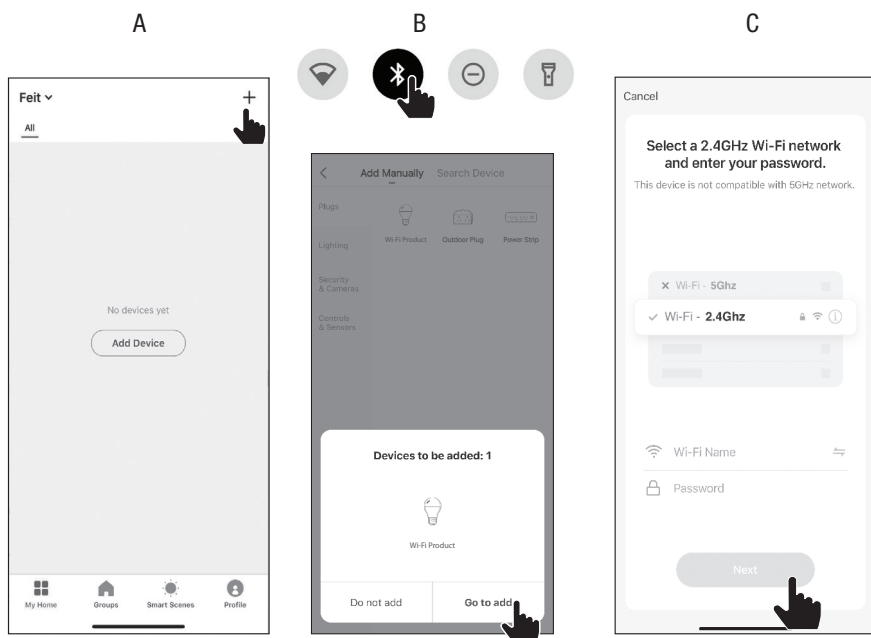 A
B
C
Feit
All
No devices yet
Add Device
My Home
Groups
Smart Scenes
Profile
Add Manually
Search Device
Plugs
Lighting
Security
& Cameras
Controls
& Sensors
Wi-Fi Product
Outdoor Plug
Power Strip
Devices to be added: 1
Wi-Fi Product
Do not add
Go to add
Cancel
Select a 2.4GHz Wi-Fi network
and enter your password.
This device is not compatible with 5GHz network.
Wi-Fi - 5Ghz
Wi-Fi - 2.4Ghz
Wi-Fi Name
Password
Next